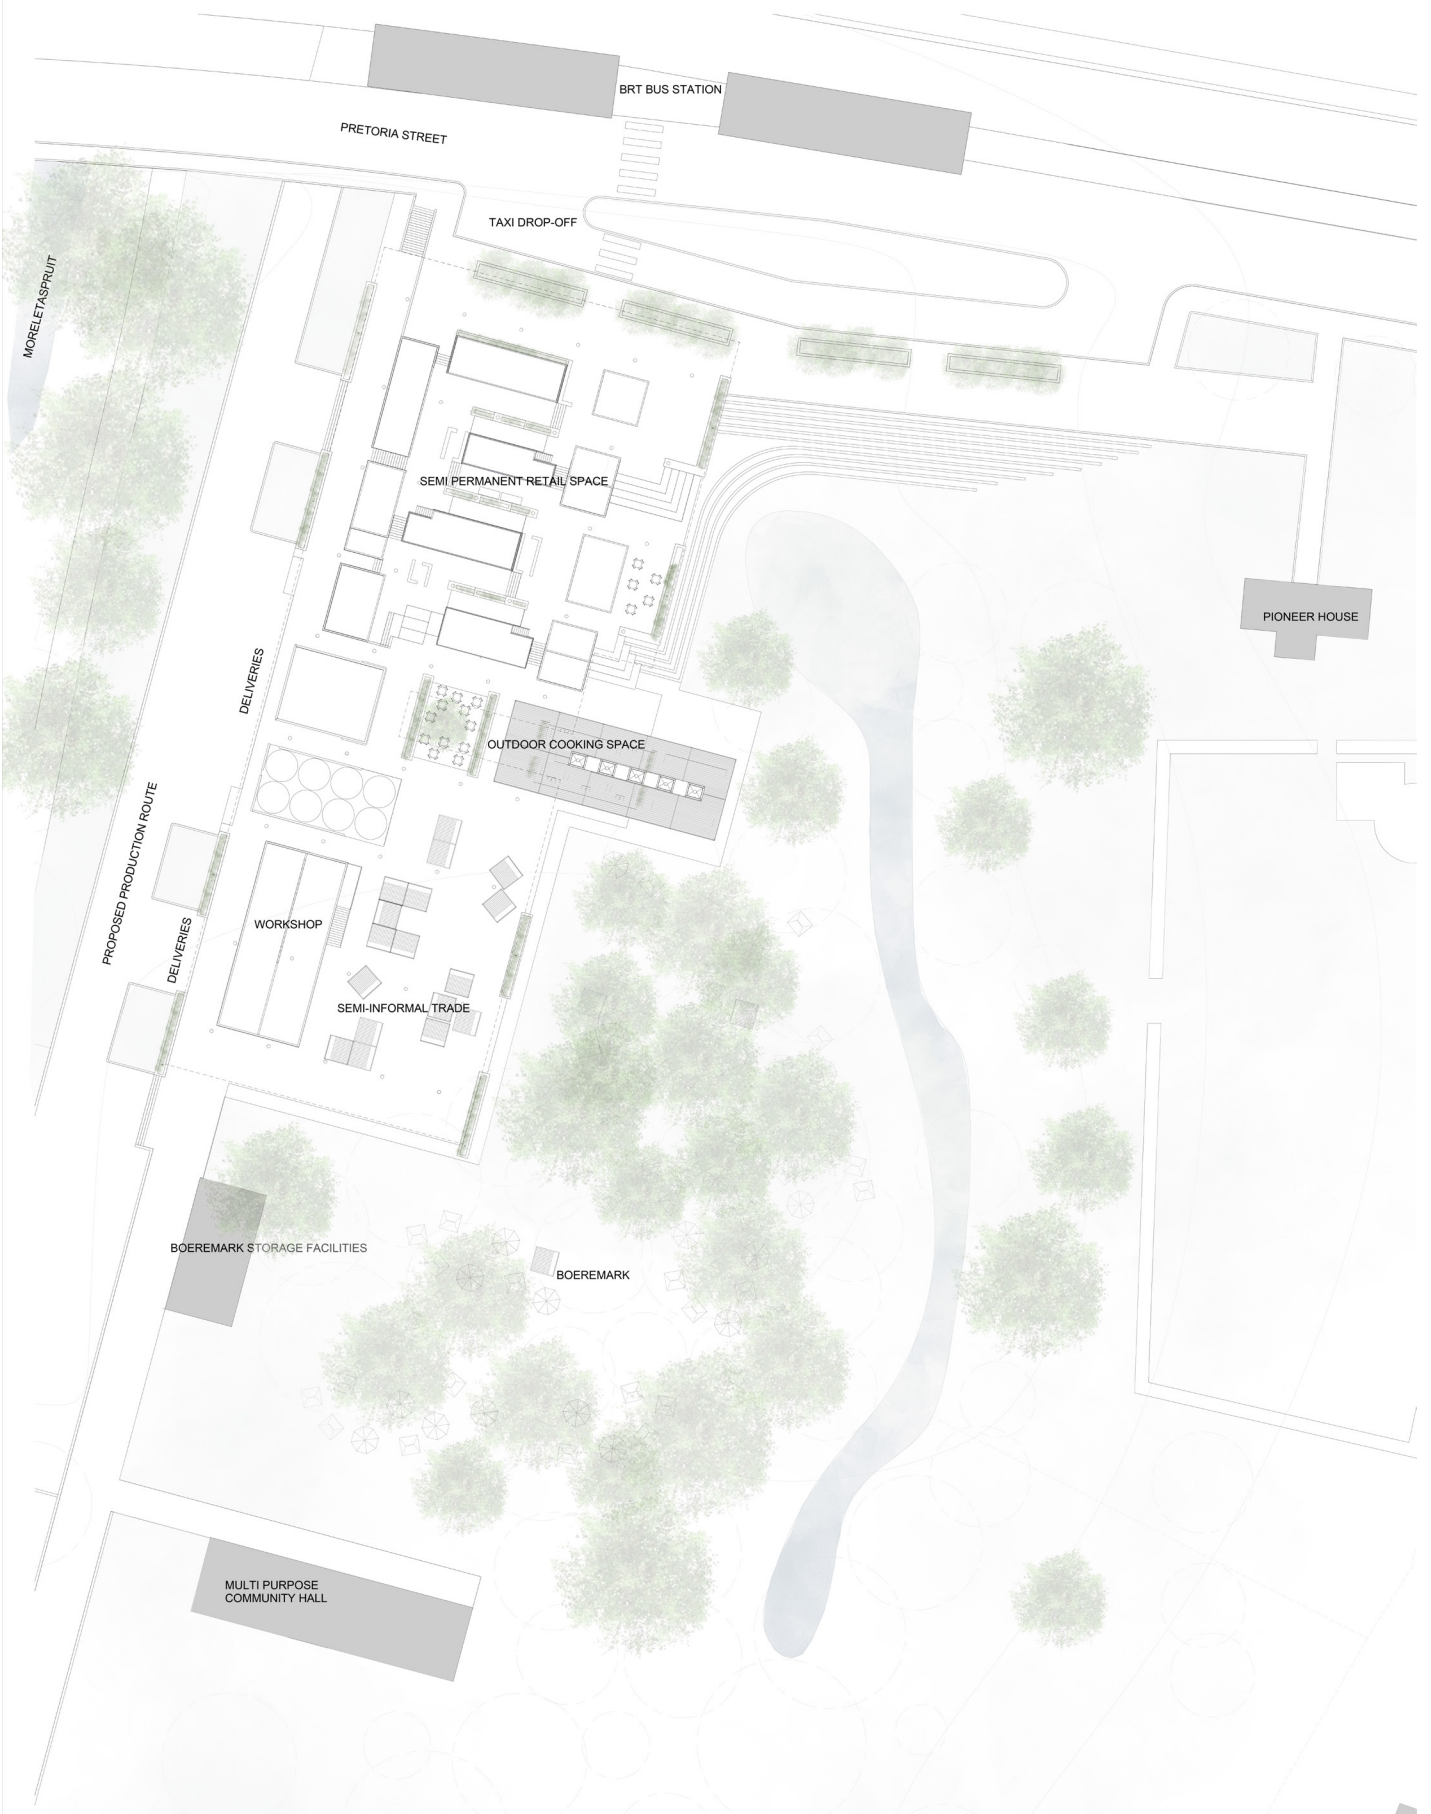 BRT BUS STATION
PRETORIA STREET
TAXI DROP-OFF
MORELETASPRUIT
SEMI PERMANENT RETAIL SPACE
PIONEER HOUSE
DELIVERIES
OUTDOOR COOKING SPACE
PROPOSED PRODUCTION ROUTE
WORKSHOP
DELIVERIES
SEMI-INFORMAL TRADE
BOEREMARK STORAGE FACILITIES
BOEREMARK
MULTI PURPOSE
COMMUNITY HALL